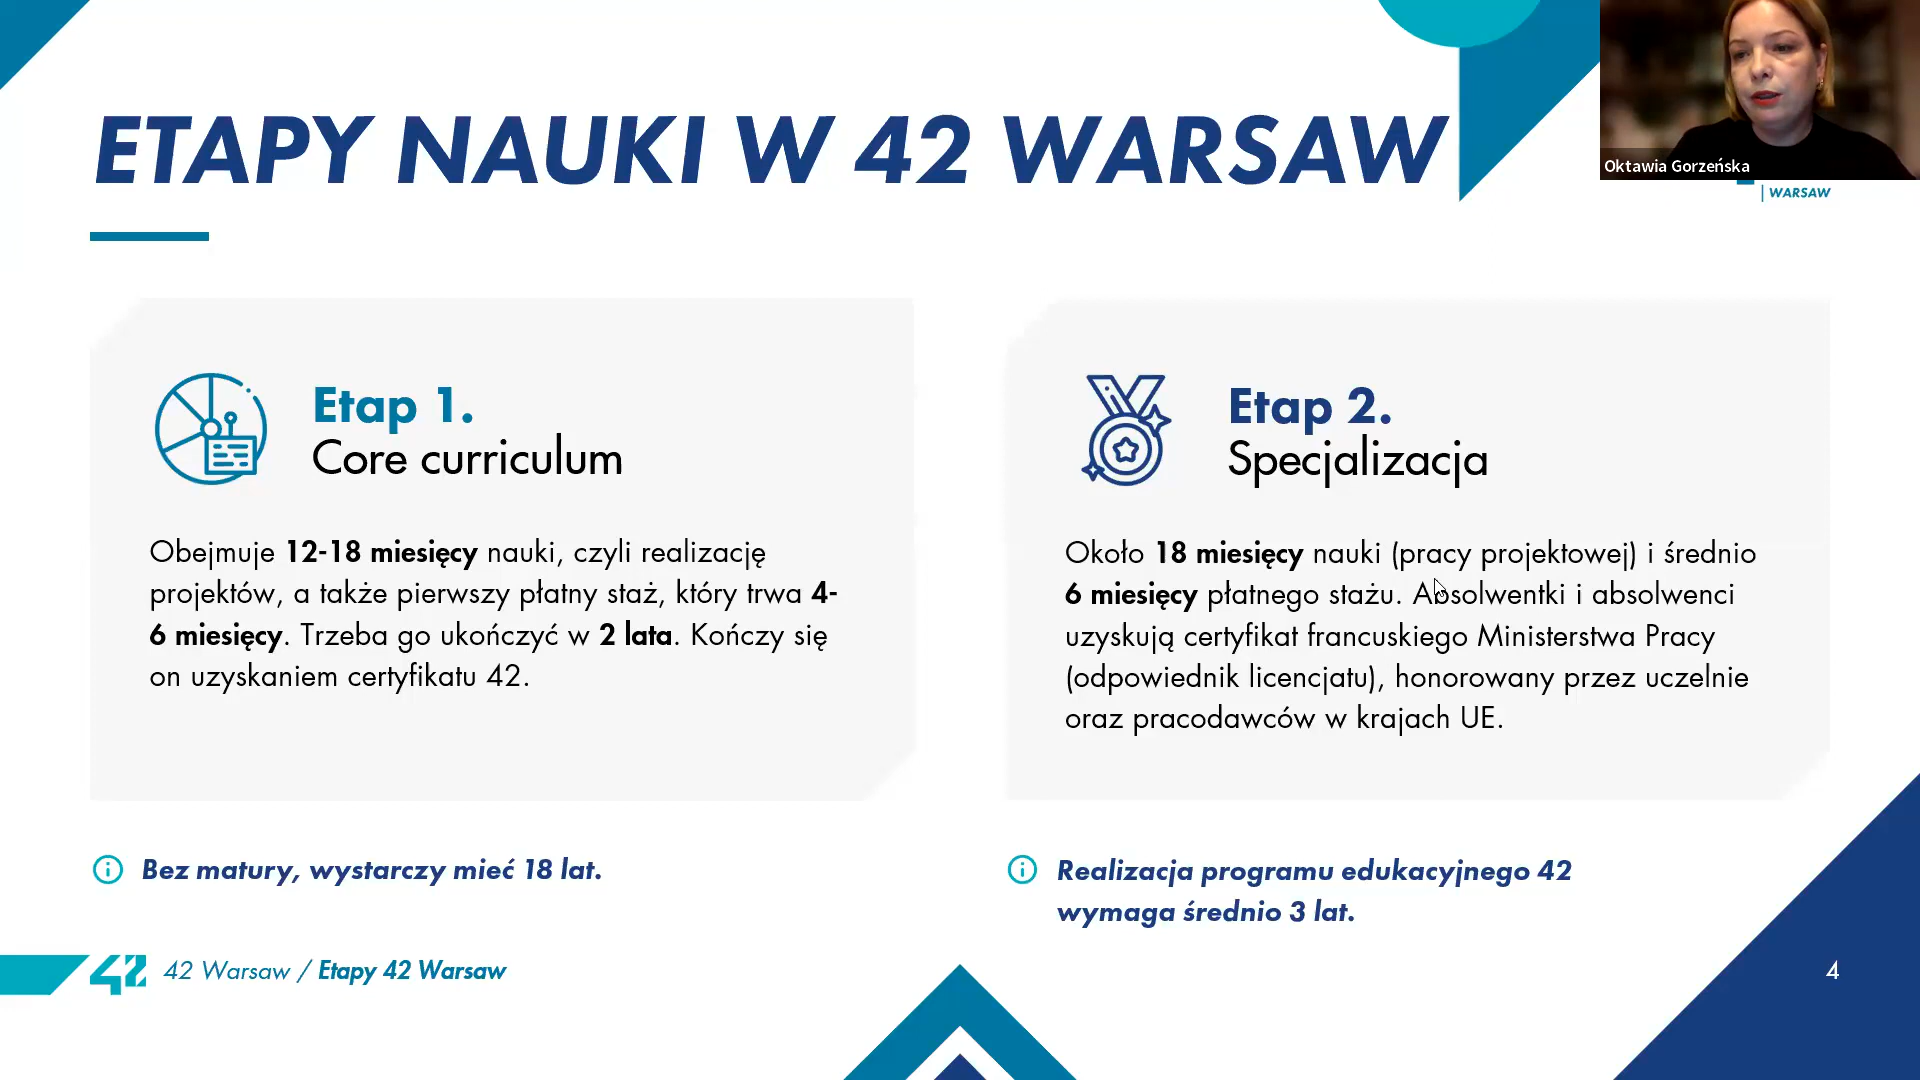 ETAPY NAUKI W 42 WARSAW
Oktawia Gorzeńska
| WARSAW
Etap 1.
Core curriculum
Obejmuje 12-18 miesięcy nauki, czyli realizację
projektów, a także pierwszy płatny staż, który trwa 4-
6 miesięcy. Trzeba go ukończyć w 2 lata. Kończy się
on uzyskaniem certyfikatu 42.
Etap 2.
Specjalizacja
Około 18 miesięcy nauki (pracy projektowej) i średnio
6 miesięcy płatnego stażu. Absolwentki i absolwenci
uzyskują certyfikat francuskiego Ministerstwa Pracy
(odpowiednik licencjatu), honorowany przez uczelnie
oraz pracodawców w krajach UE.
Bez matury, wystarczy mieć 18 lat.
Realizacja programu edukacyjnego 42
wymaga średnio 3 lat.
42 42 Warsaw / Etapy 42 Warsaw
4